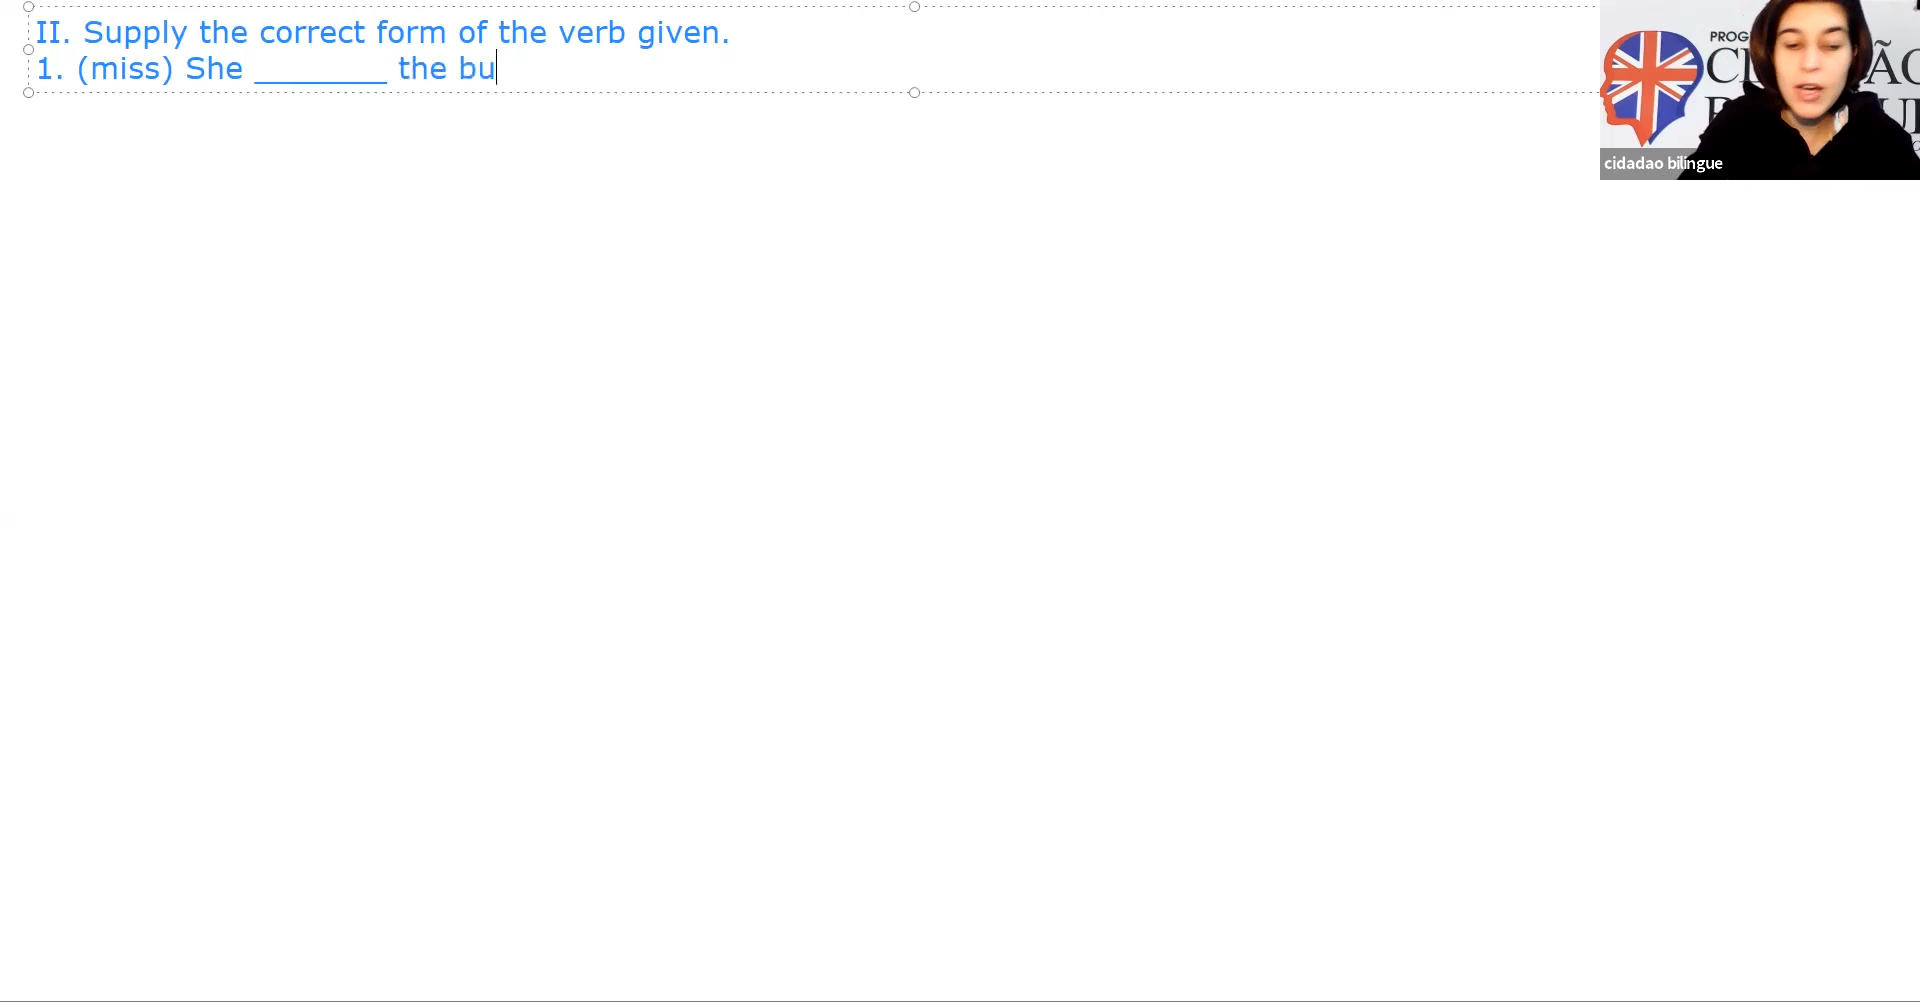 II. Supply the correct form of the verb given.
1. (miss) She ________ the bu
PROG
cidadao bilingue